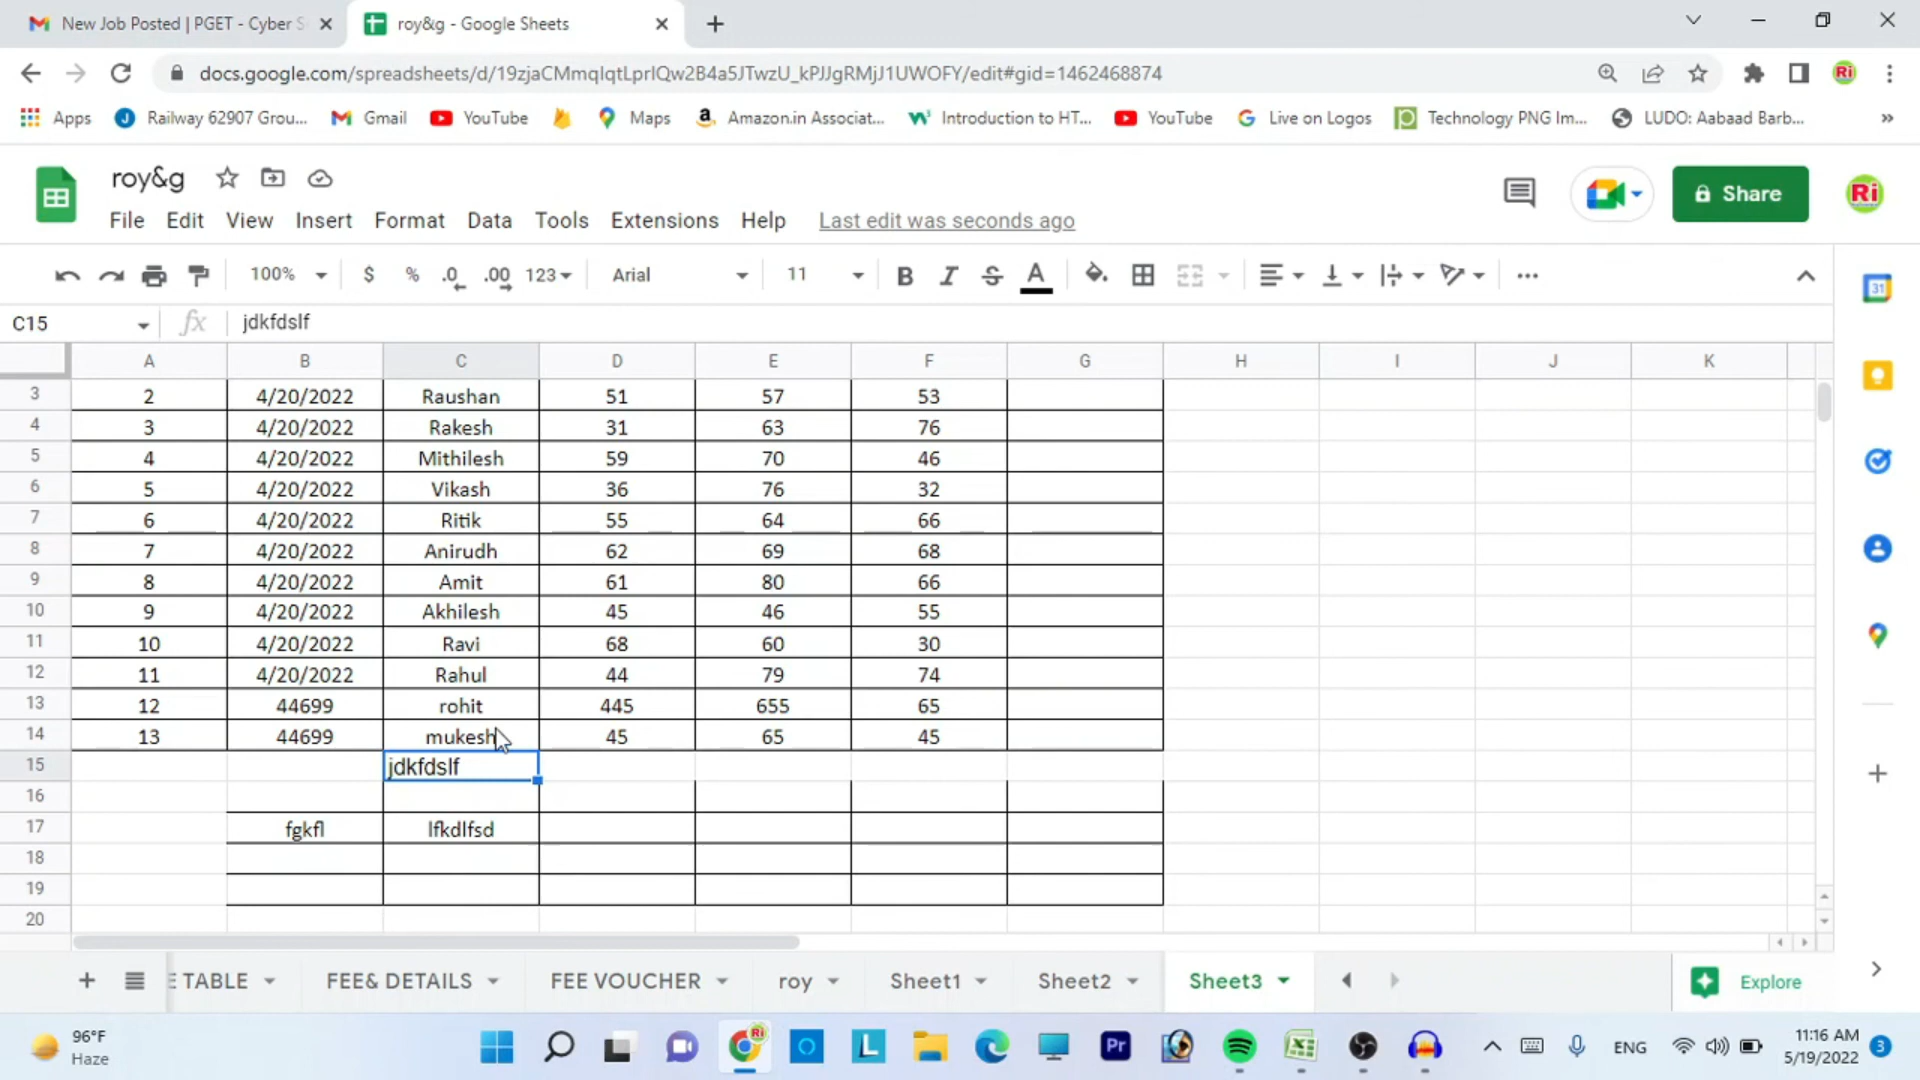 New Job Posted | PGET - Cyber S
roy&g - Google Sheets
docs.google.com/spreadsheets/d/19zjaCMmqIqtLprIQw2B4a5JTwzU_kPJJgRMjJ1UWOFY/edit#gid=1462468874
Apps
Railway 62907 Grou...
Gmail
YouTube
Maps
Amazon.in Associat...
Introduction to HT...
YouTube
Live on Logos
Technology PNG Im...
LUDO: Aabaad Barb...
»
roy&g
Share
Ri
File Edit View Insert Format Data Tools Extensions Help Last edit was seconds ago
100% $ % .0 .00 123 Arial 11 B I S A
31
C15 fx jdkfdslf
A B C D E F G H I J K
3 2 4/20/2022 Raushan 51 57 53
4 3 4/20/2022 Rakesh 31 63 76
5 4 4/20/2022 Mithilesh 59 70 46
6 5 4/20/2022 Vikash 36 76 32
7 6 4/20/2022 Ritik 55 64 66
8 7 4/20/2022 Anirudh 62 69 68
9 8 4/20/2022 Amit 61 80 66
10 9 4/20/2022 Akhilesh 45 46 55
11 10 4/20/2022 Ravi 68 60 30
12 11 4/20/2022 Rahul 44 79 74
13 12 44699 rohit 445 655 65
14 13 44699 mukesh 45 65 45
15 jdkfdslf
16
17 fgkfl lfkdlfsd
18
19
20
E TABLE FEE& DETAILS FEE VOUCHER roy Sheet1 Sheet2 Sheet3 Explore
96°F
Haze
Ri
L
Pr
ENG
11:16 AM
5/19/2022
3